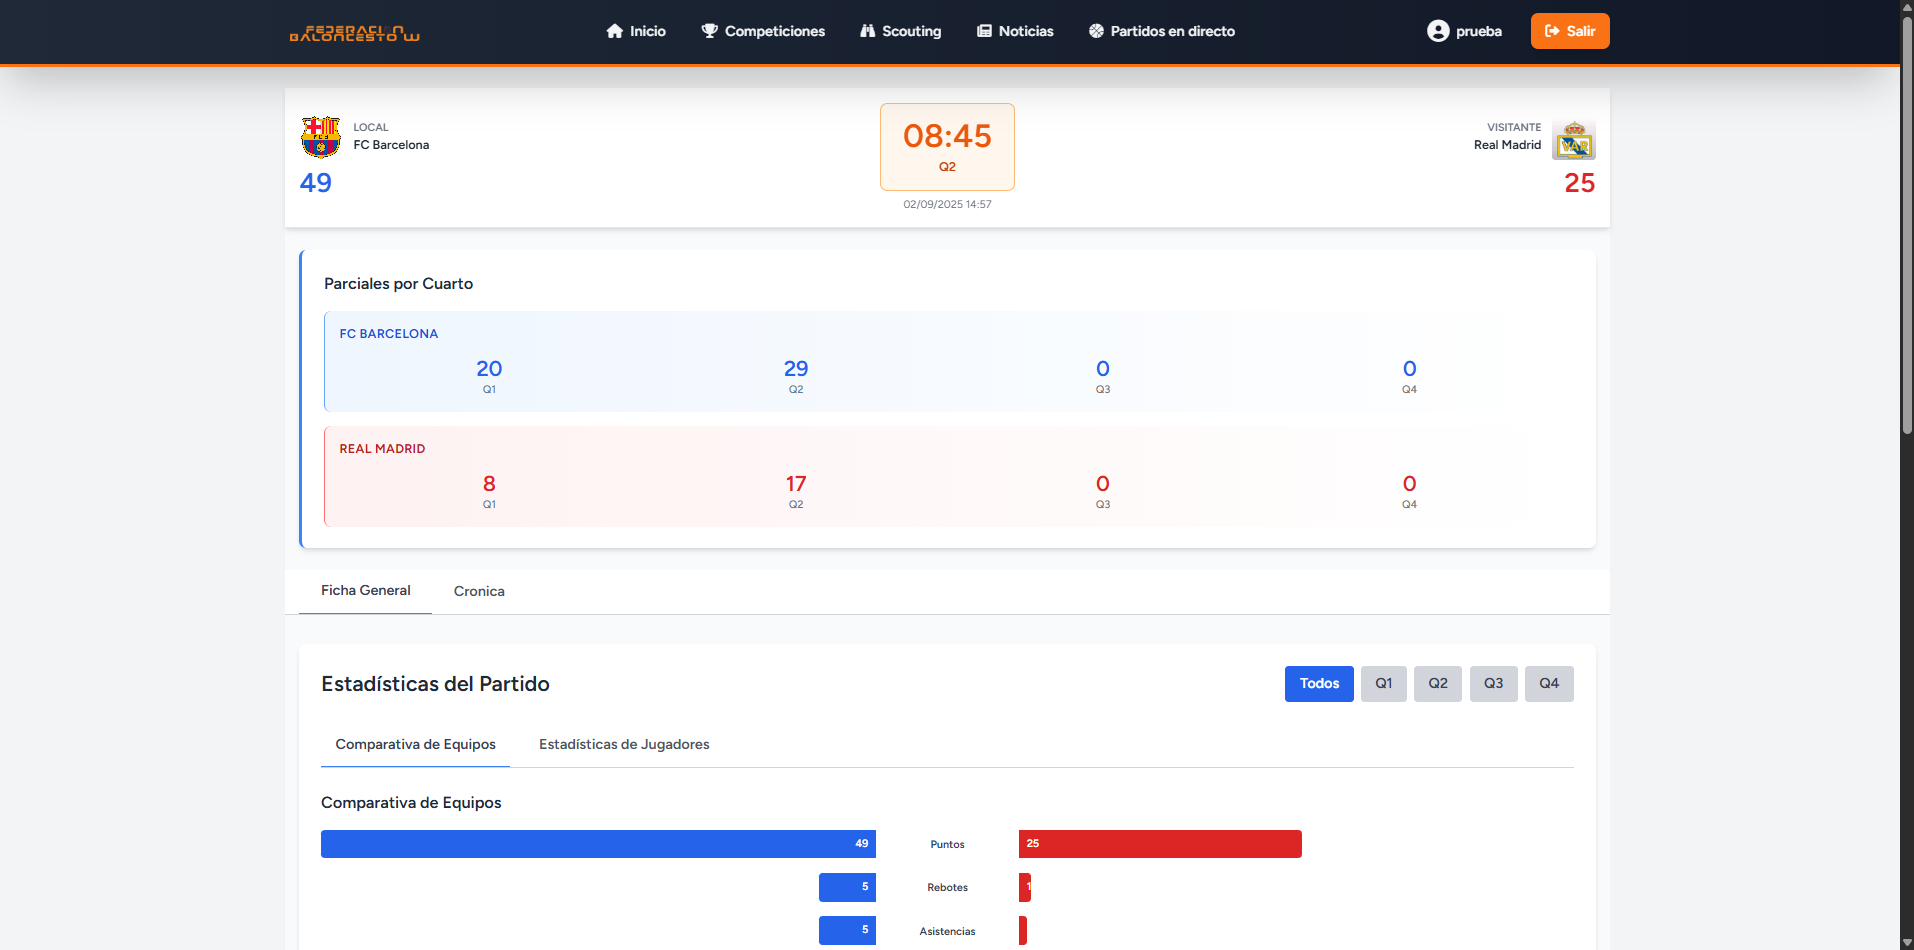 FEDERACION
BALONCESTO
Inicio
Competiciones
Scouting
Noticias
Partidos en directo
prueba
Salir
LOCAL
FC Barcelona
49
08:45
Q2
02/09/2025 14:57
VISITANTE
Real Madrid
25
Parciales por Cuarto
FC BARCELONA
20 29 0 0
Q1 Q2 Q3 Q4
REAL MADRID
8 17 0 0
Q1 Q2 Q3 Q4
Ficha General
Cronica
Estadísticas del Partido
Todos Q1 Q2 Q3 Q4
Comparativa de Equipos
Estadísticas de Jugadores
Comparativa de Equipos
49 Puntos 25
5 Rebotes 1
5 Asistencias